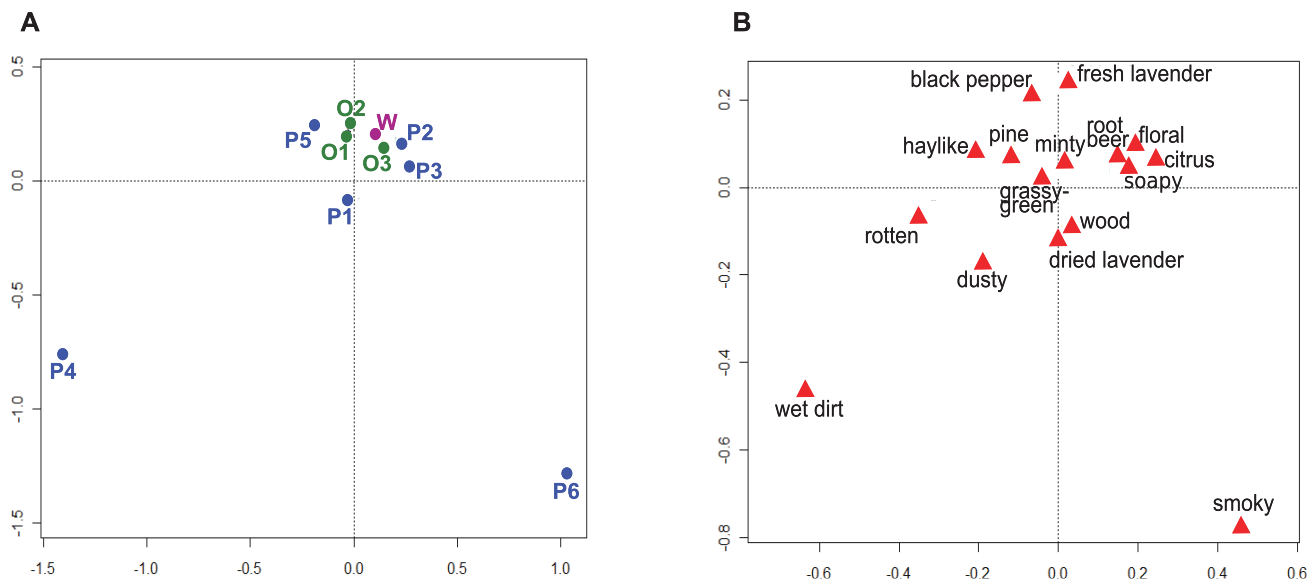 A
B
0.5
0.0
-0.5
-1.0
-1.5
-1.5
-1.0
-0.5
0.0
0.5
1.0
O2
W
P5
P2
O1
O3
P3
P1
P4
P6
0.2
0.0
-0.2
-0.4
-0.6
-0.8
-0.6
-0.4
-0.2
0.0
0.2
0.4
0.6
black pepper
fresh lavender
haylike
pine
minty
root
beer
floral
citrus
soapy
grassy-
green
rotten
wood
dried lavender
dusty
wet dirt
smoky